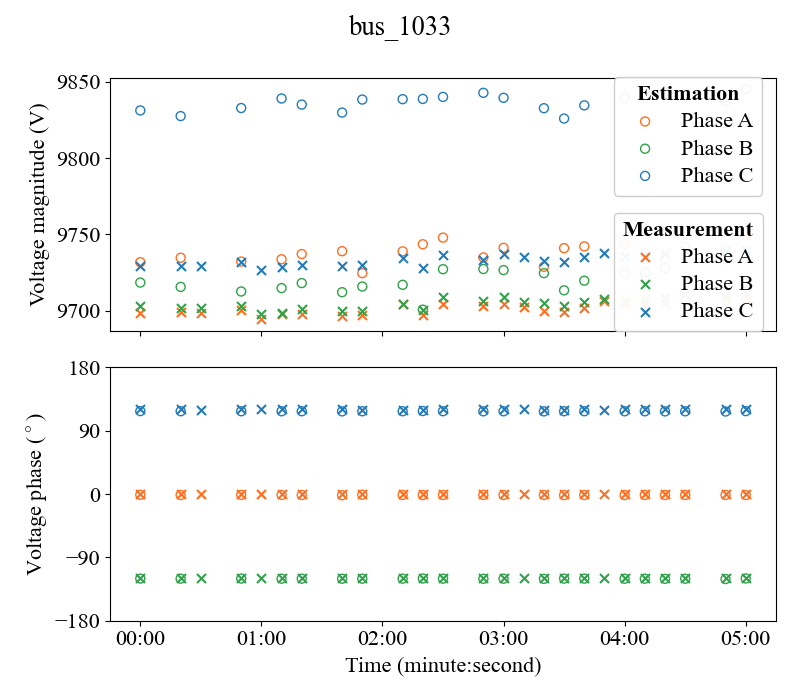 bus_1033
Voltage magnitude (V)
9850
9800
9750
9700
Estimation
Phase A
Phase B
Phase C
Measurement
Phase A
Phase B
Phase C
Voltage phase (°)
180
90
0
−90
−180
00:00 01:00 02:00 03:00 04:00 05:00
Time (minute:second)